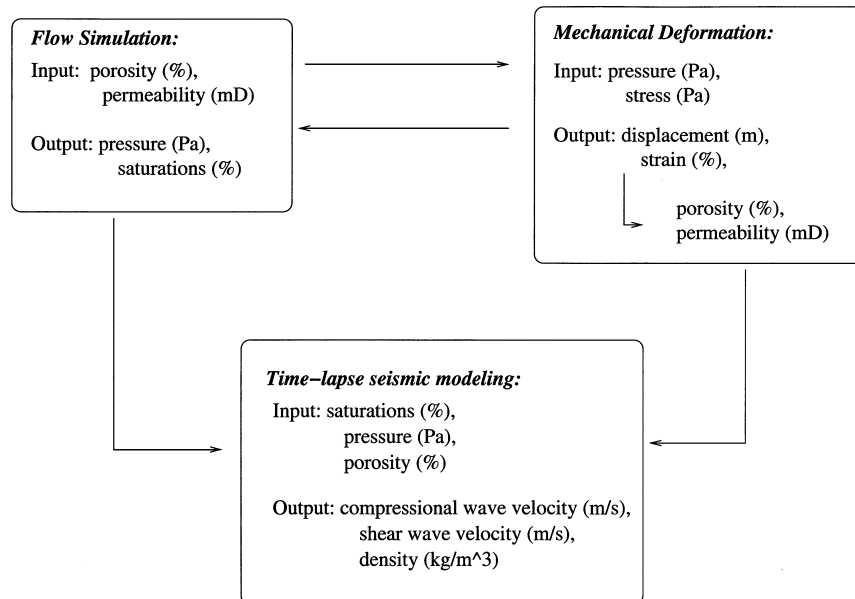 Flow Simulation:
Input: porosity (%),
permeability (mD)
Output: pressure (Pa),
saturations (%)
Mechanical Deformation:
Input: pressure (Pa),
stress (Pa)
Output: displacement (m),
strain (%),
porosity (%),
permeability (mD)
Time–lapse seismic modeling:
Input: saturations (%),
pressure (Pa),
porosity (%)
Output: compressional wave velocity (m/s),
shear wave velocity (m/s),
density (kg/m^3)